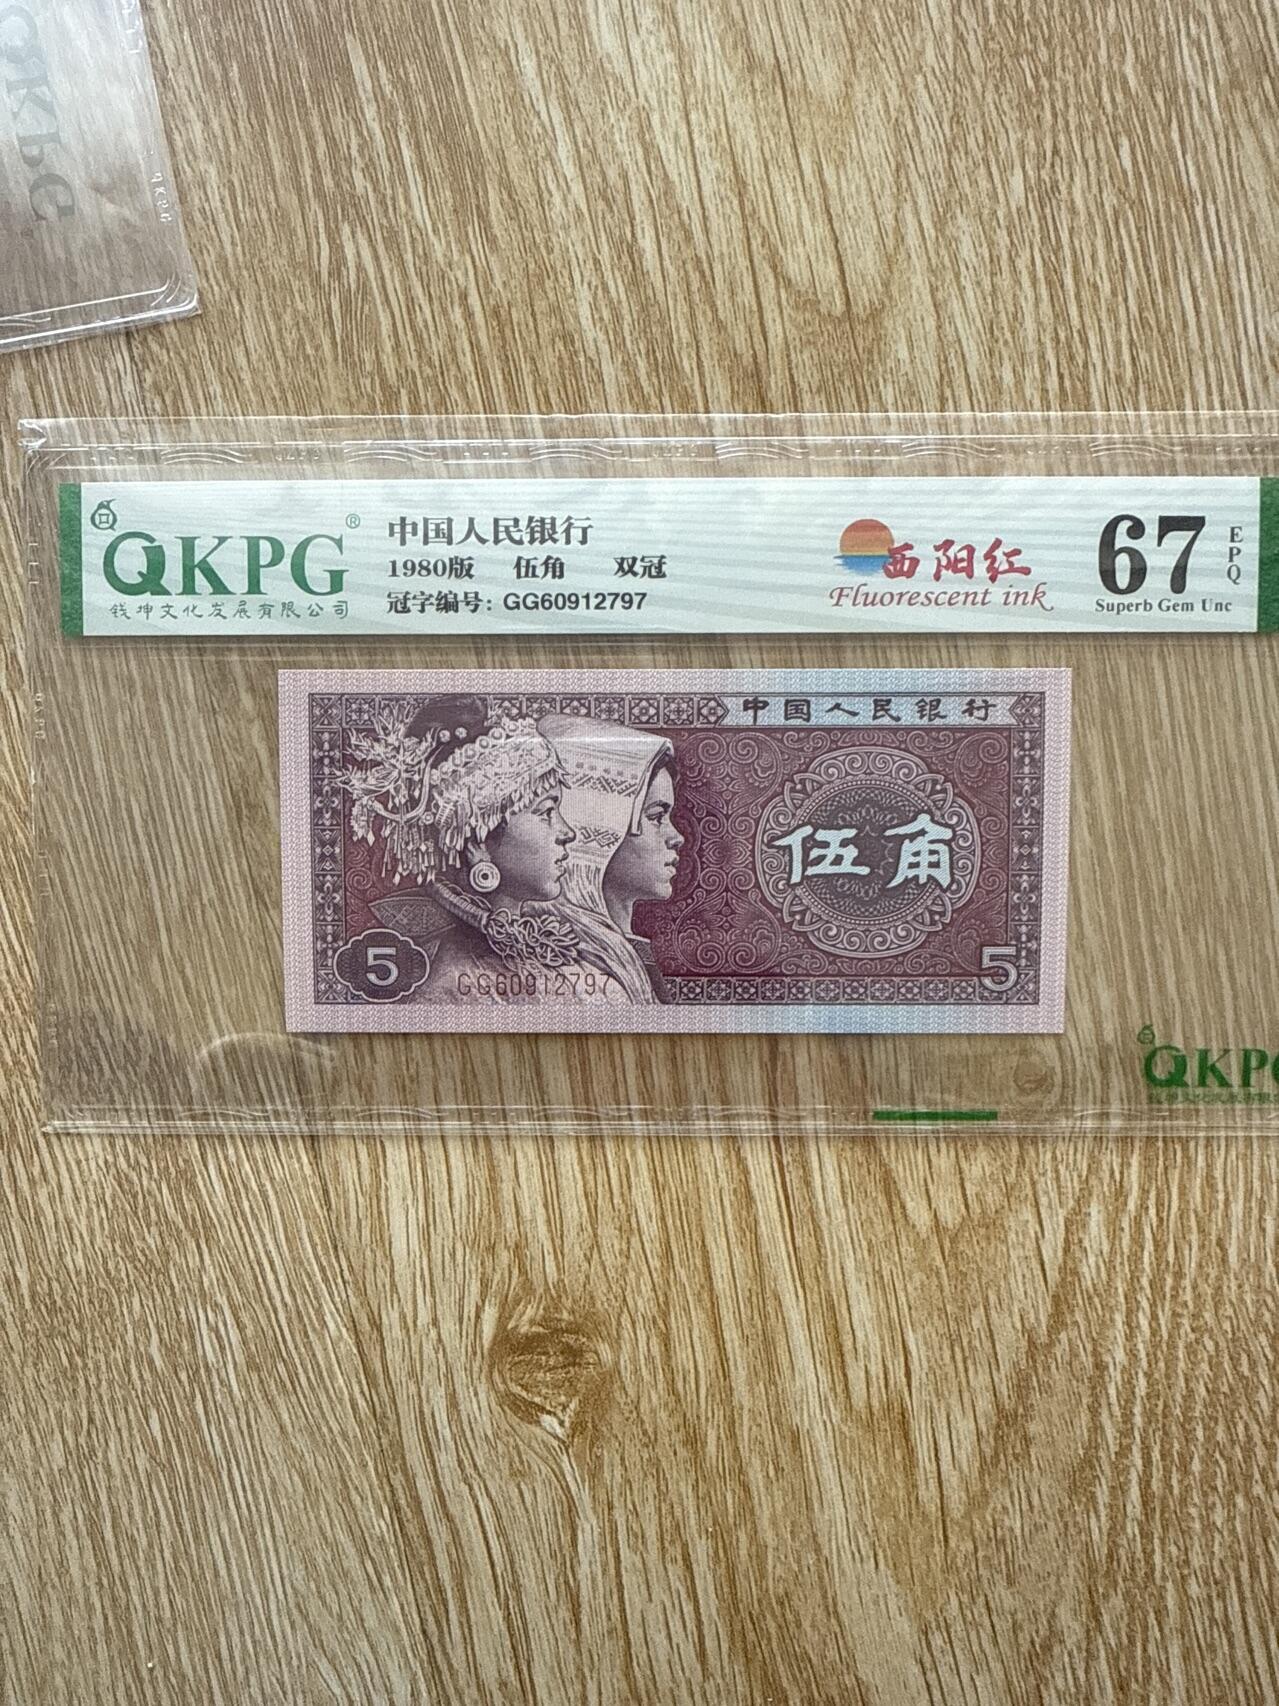 QKPG
QKPG
QKPG®
钱坤文化发展有限公司
中国人民银行
1980版 伍角 双冠
冠字编号: GG60912797
西阳红
Fluorescent ink
67
EPQ
Superb Gem Unc
中国人民银行
伍角
5
GG60912797
5
QKPG